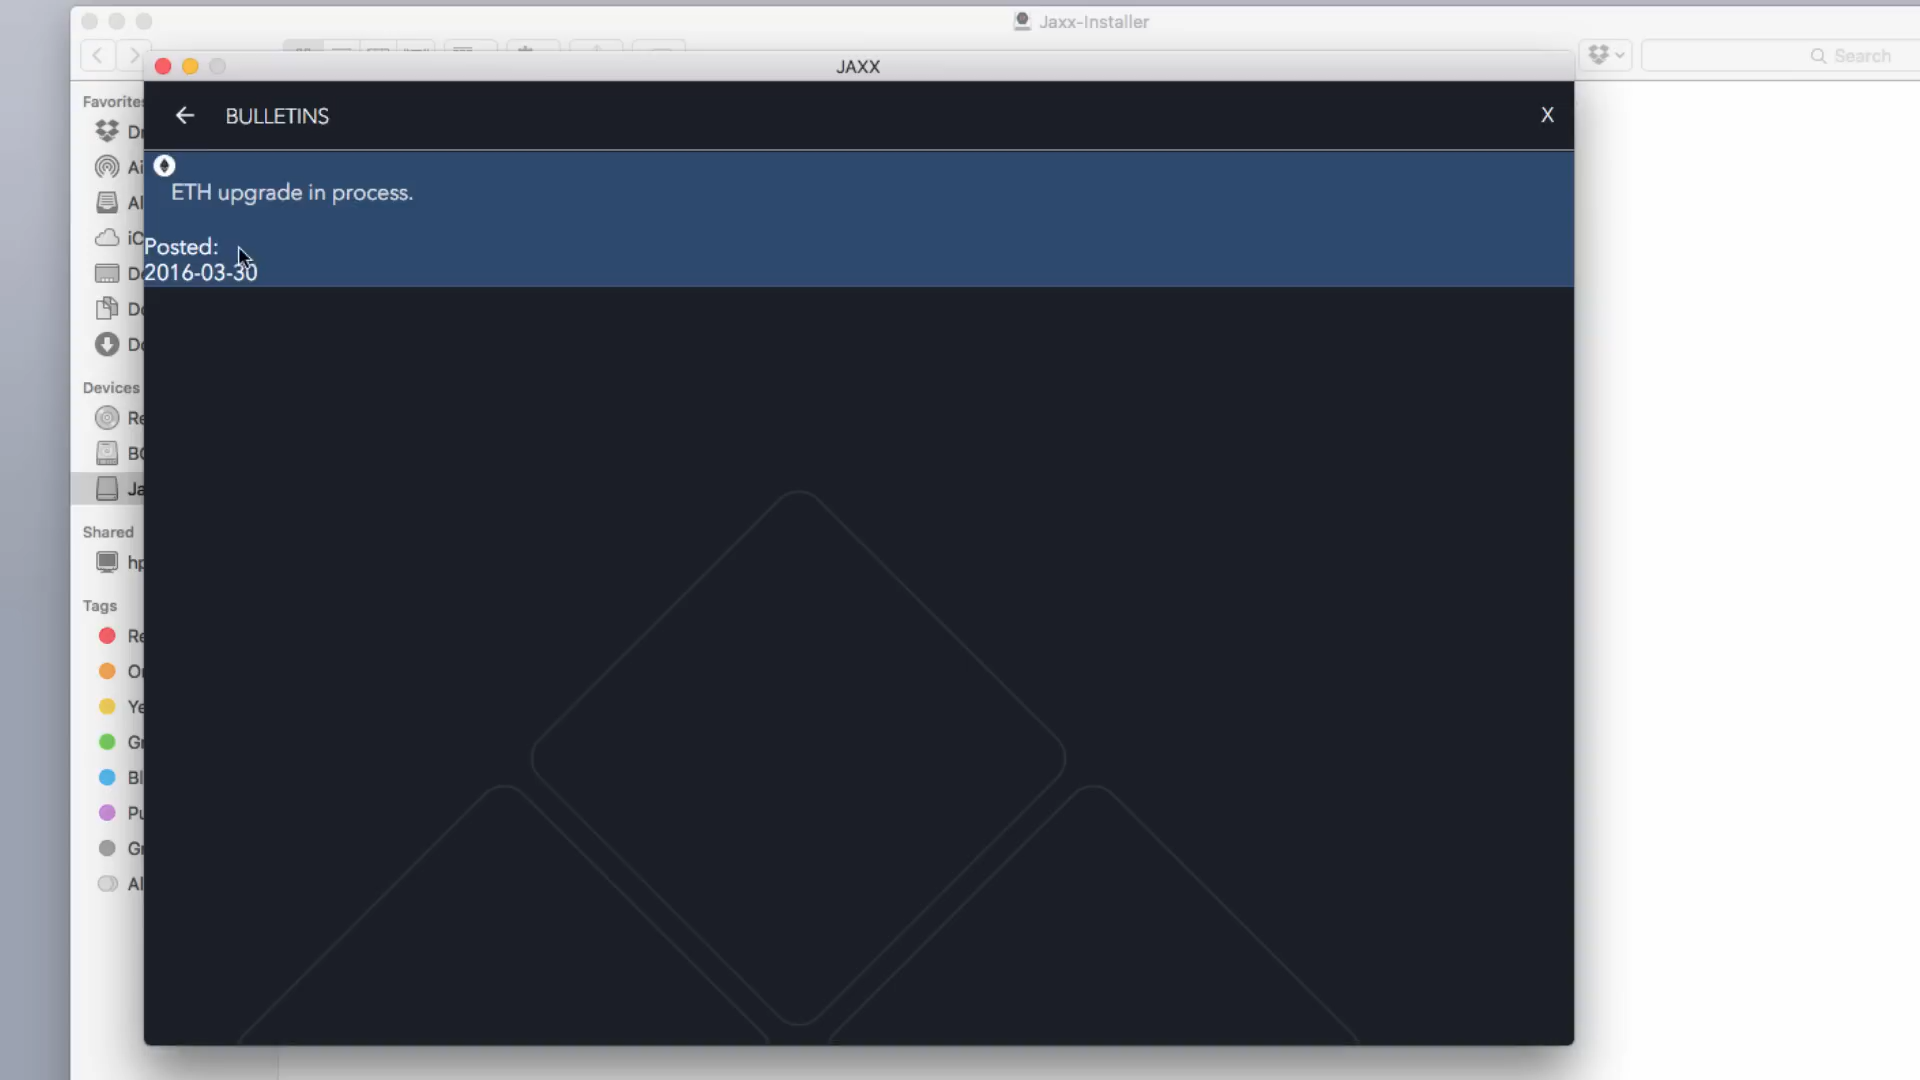 Jaxx-Installer
Search
JAXX
BULLETINS
X
ETH upgrade in process.
Posted:
2016-03-30
Favorites
Devices
Shared
Tags